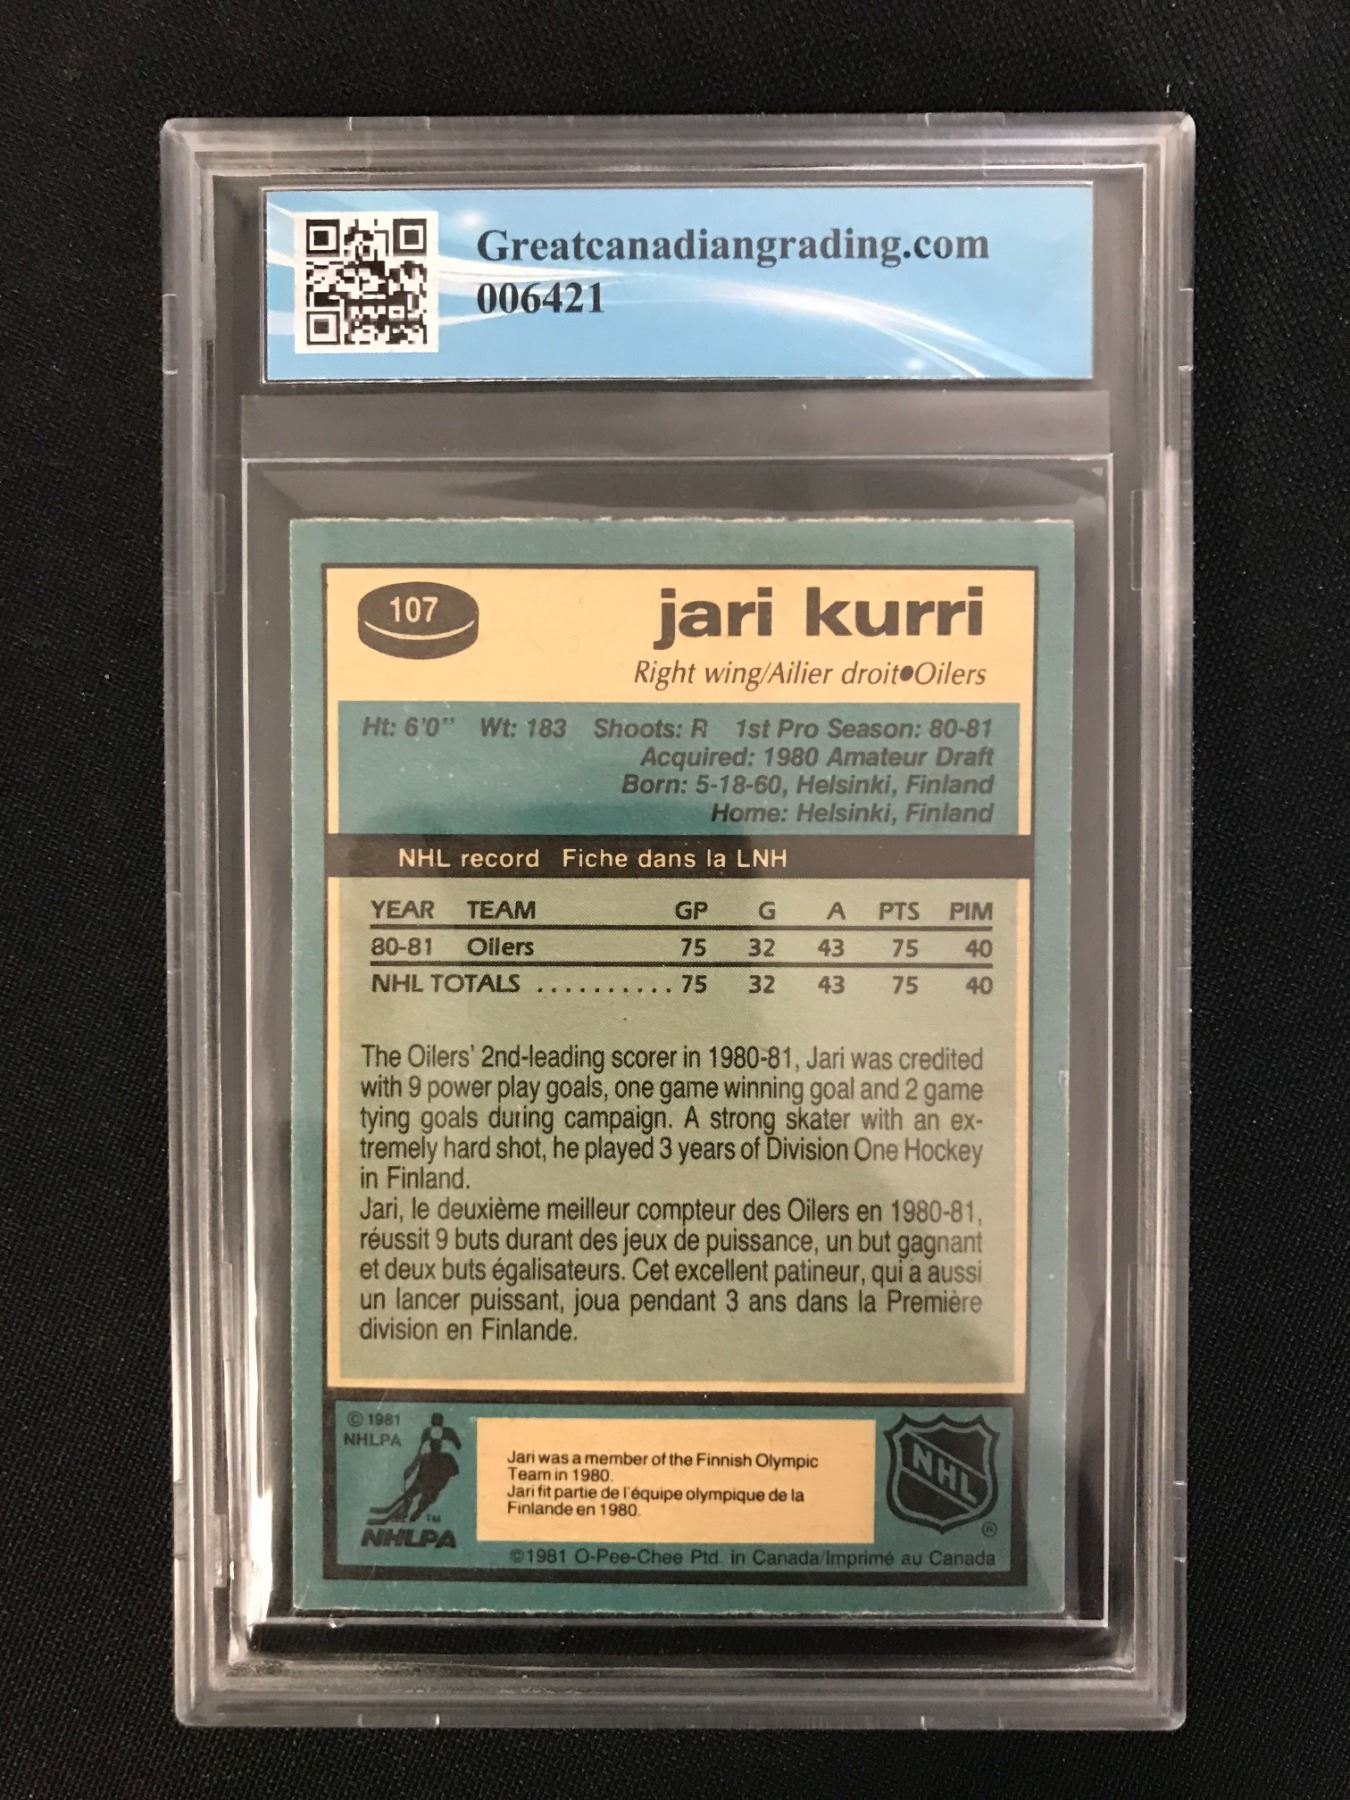 Greatcanadiangrading.com
006421
107
jari kurri
Right wing/Ailier droit●Oilers
Ht: 6'0" Wt: 183 Shoots: R 1st Pro Season: 80-81
Acquired: 1980 Amateur Draft
Born: 5-18-60, Helsinki, Finland
Home: Helsinki, Finland
NHL record Fiche dans la LNH
YEAR TEAM GP G A PTS PIM
80-81 Oilers 75 32 43 75 40
NHL TOTALS .......... 75 32 43 75 40
The Oilers' 2nd-leading scorer in 1980-81, Jari was credited
with 9 power play goals, one game winning goal and 2 game
tying goals during campaign. A strong skater with an ex-
tremely hard shot, he played 3 years of Division One Hockey
in Finland.
Jari, le deuxième meilleur compteur des Oilers en 1980-81,
réussit 9 buts durant des jeux de puissance, un but gagnant
et deux buts égalisateurs. Cet excellent patineur, qui a aussi
un lancer puissant, joua pendant 3 ans dans la Première
division en Finlande.
© 1981
NHLPA
TM
NHLPA
Jari was a member of the Finnish Olympic
Team in 1980.
Jari fit partie de l'équipe olympique de la
Finlande en 1980.
NHL
®
©1981 O-Pee-Chee Ptd. in Canada/Imprimé au Canada